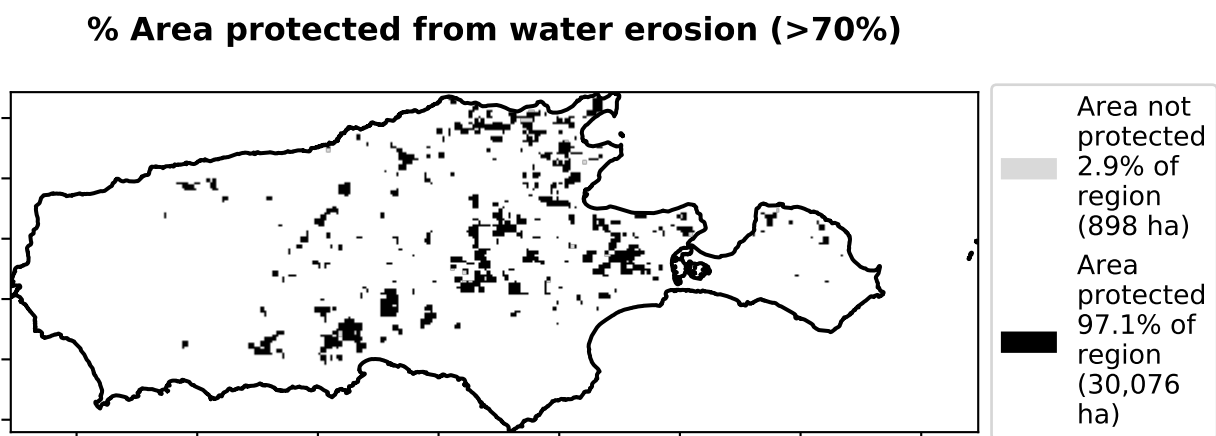 % Area protected from water erosion (>70%)
Area not
protected
2.9% of
region
(898 ha)
Area
protected
97.1% of
region
(30,076
ha)